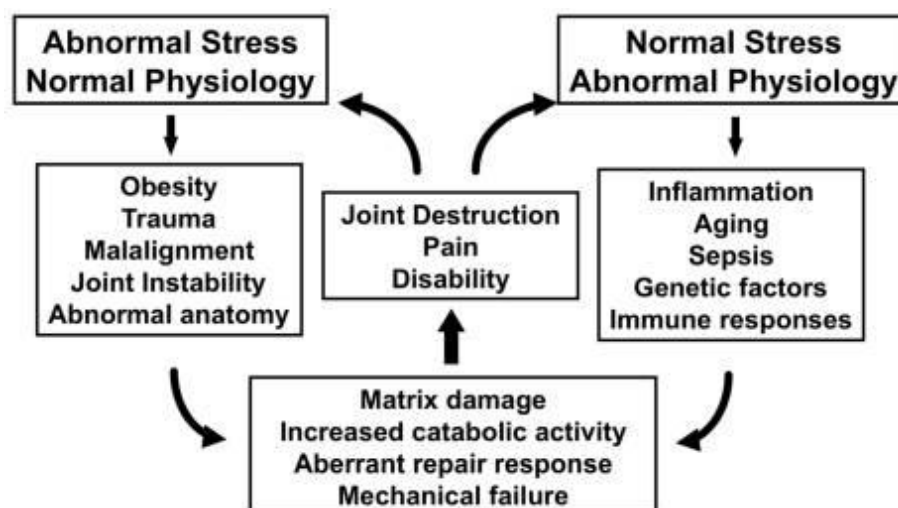 Abnormal Stress
Normal Physiology
Normal Stress
Abnormal Physiology
Obesity
Trauma
Malalignment
Joint Instability
Abnormal anatomy
Joint Destruction
Pain
Disability
Inflammation
Aging
Sepsis
Genetic factors
Immune responses
Matrix damage
Increased catabolic activity
Aberrant repair response
Mechanical failure